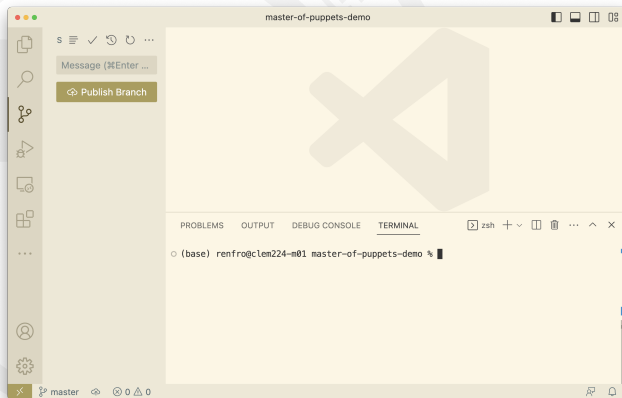 master-of-puppets-demo
S
Message (⌘Enter ...
Publish Branch
PROBLEMS OUTPUT DEBUG CONSOLE TERMINAL
zsh
(base) renfro@clem224-m01 master-of-puppets-demo %
master 0 0